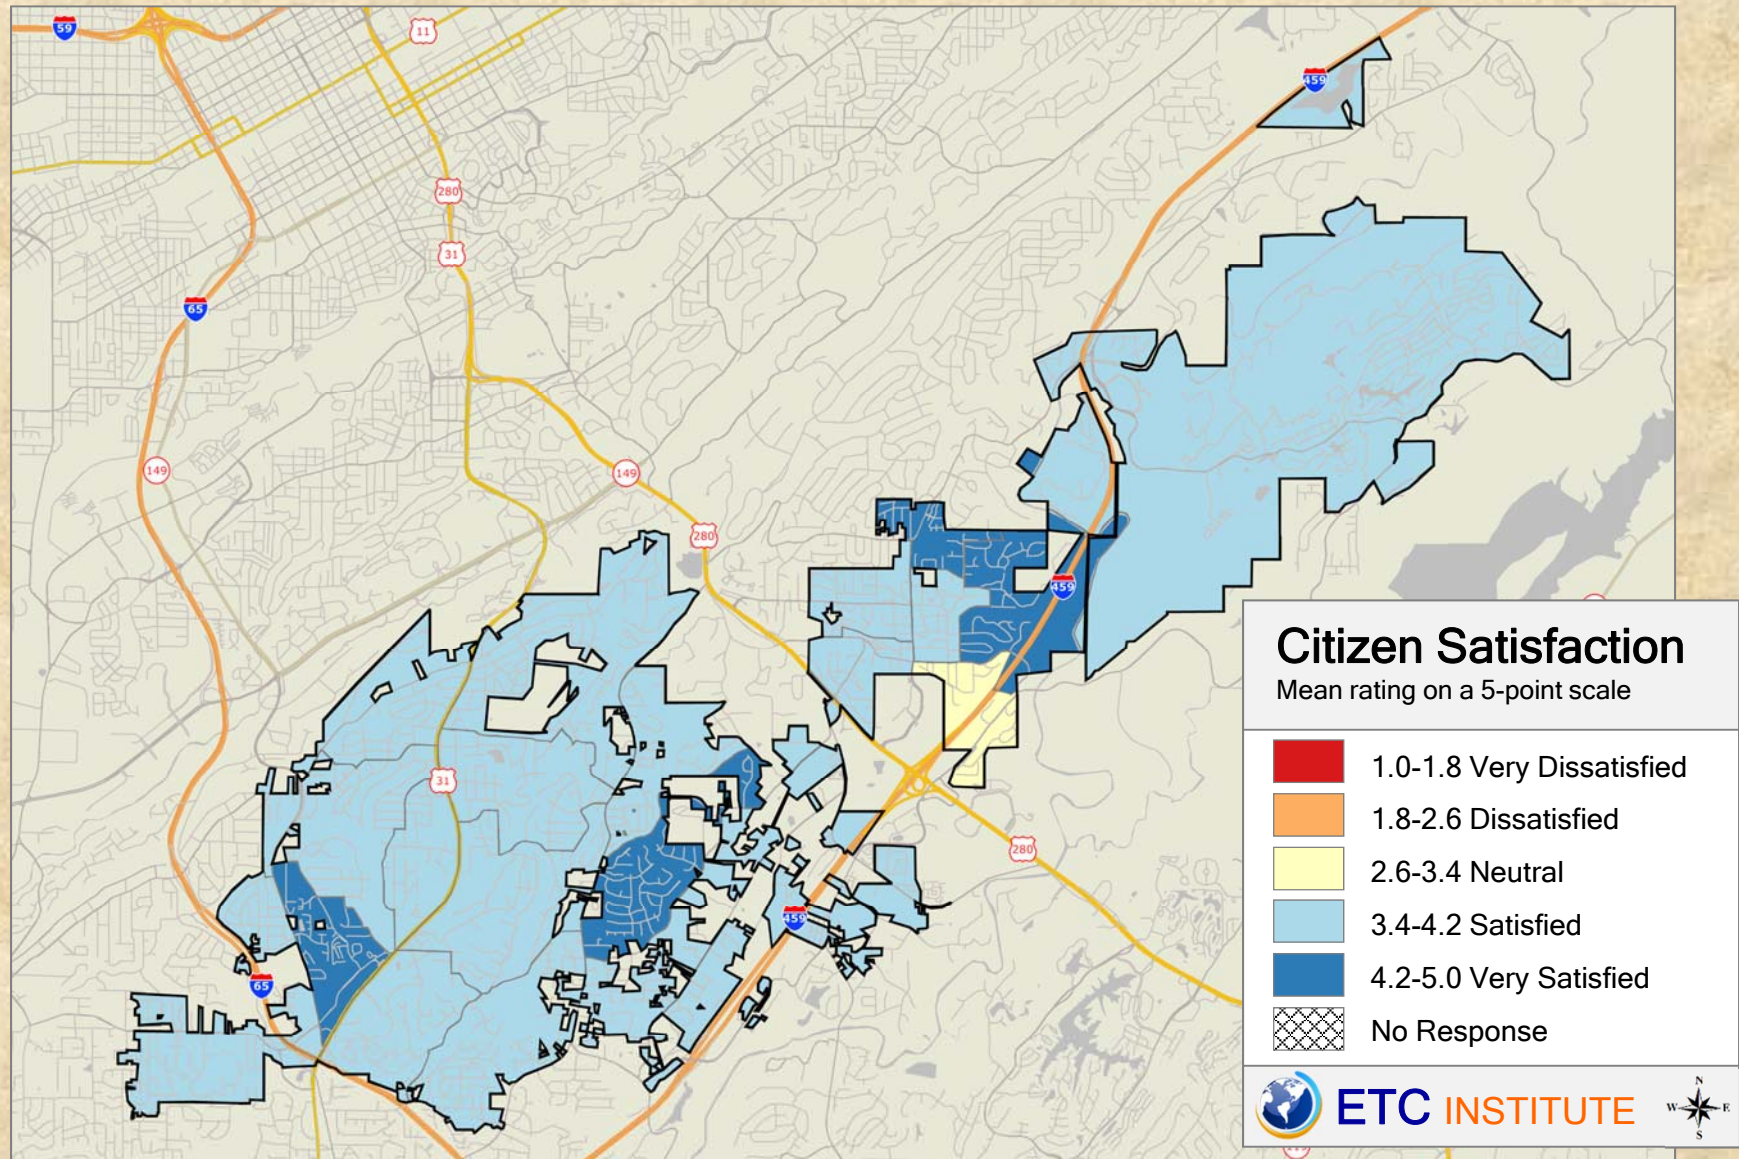 59
11
459
280
31
65
149
149
280
459
31
280
459
65
Citizen Satisfaction
Mean rating on a 5-point scale
1.0-1.8 Very Dissatisfied
1.8-2.6 Dissatisfied
2.6-3.4 Neutral
3.4-4.2 Satisfied
4.2-5.0 Very Satisfied
No Response
ETC INSTITUTE
N
W E
S